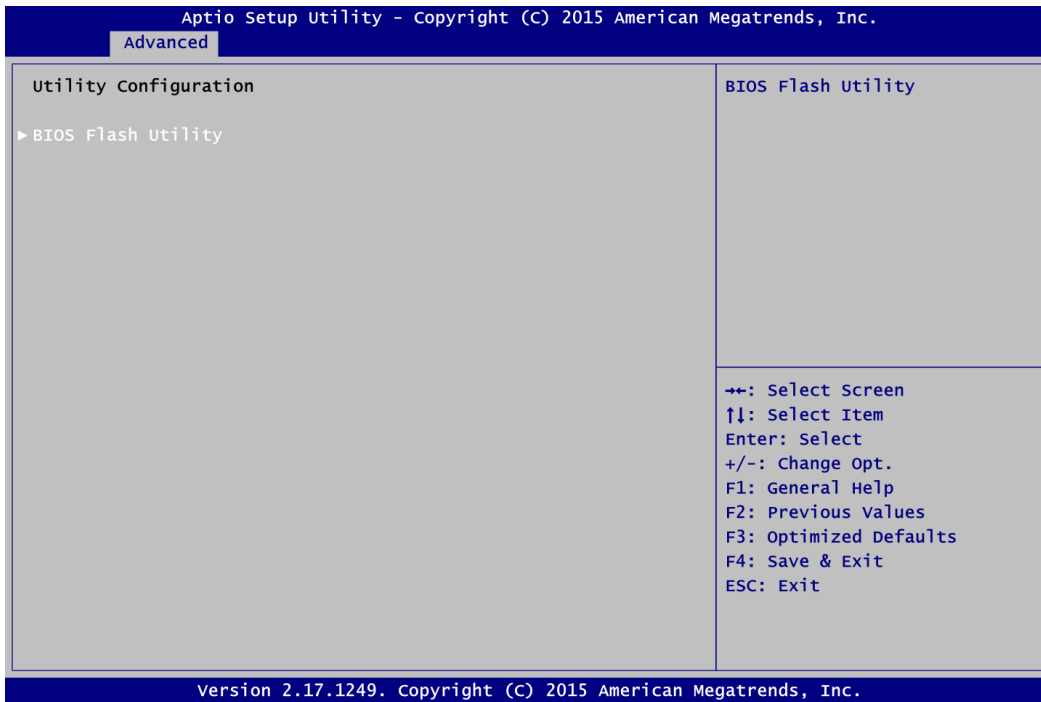 Aptio Setup Utility - Copyright (C) 2015 American Megatrends, Inc.
Advanced
Utility Configuration
▶ BIOS Flash Utility
BIOS Flash Utility
→←: Select Screen
↑↓: Select Item
Enter: Select
+/-: Change Opt.
F1: General Help
F2: Previous Values
F3: Optimized Defaults
F4: Save & Exit
ESC: Exit
Version 2.17.1249. Copyright (C) 2015 American Megatrends, Inc.